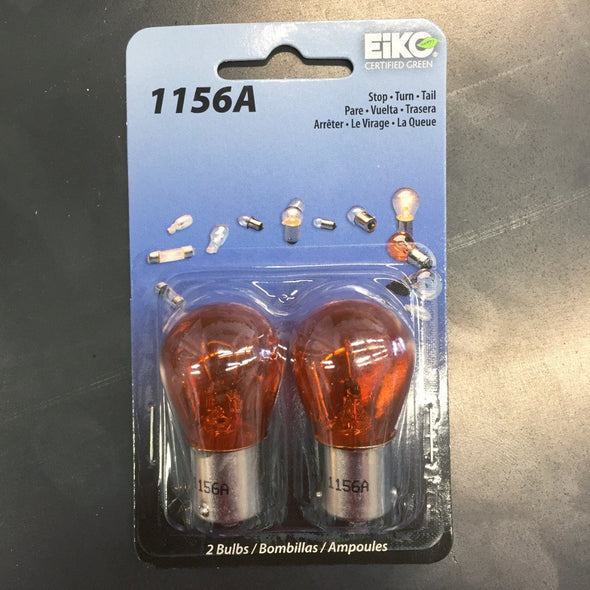 EiKO
CERTIFIED GREEN
1156A
Stop • Turn • Tail
Pare • Vuelta • Trasera
Arrêter • Le Virage • La Queue
156A
1156A
2 Bulbs / Bombillas / Ampoules